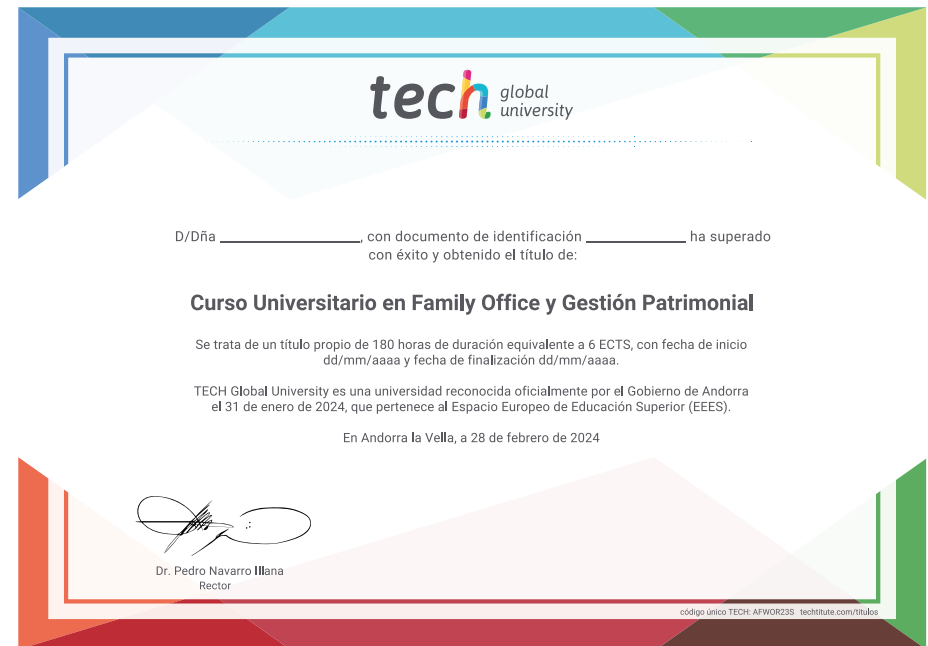 tech global university
D/Dña ____________________, con documento de identificación ______________ ha superado
con éxito y obtenido el título de:
Curso Universitario en Family Office y Gestión Patrimonial
Se trata de un título propio de 180 horas de duración equivalente a 6 ECTS, con fecha de inicio
dd/mm/aaaa y fecha de finalización dd/mm/aaaa.
TECH Global University es una universidad reconocida oficialmente por el Gobierno de Andorra
el 31 de enero de 2024, que pertenece al Espacio Europeo de Educación Superior (EEES).
En Andorra la Vella, a 28 de febrero de 2024
Dr. Pedro Navarro Illana
Rector
código único TECH: AFWOR23S techtitute.com/titulos